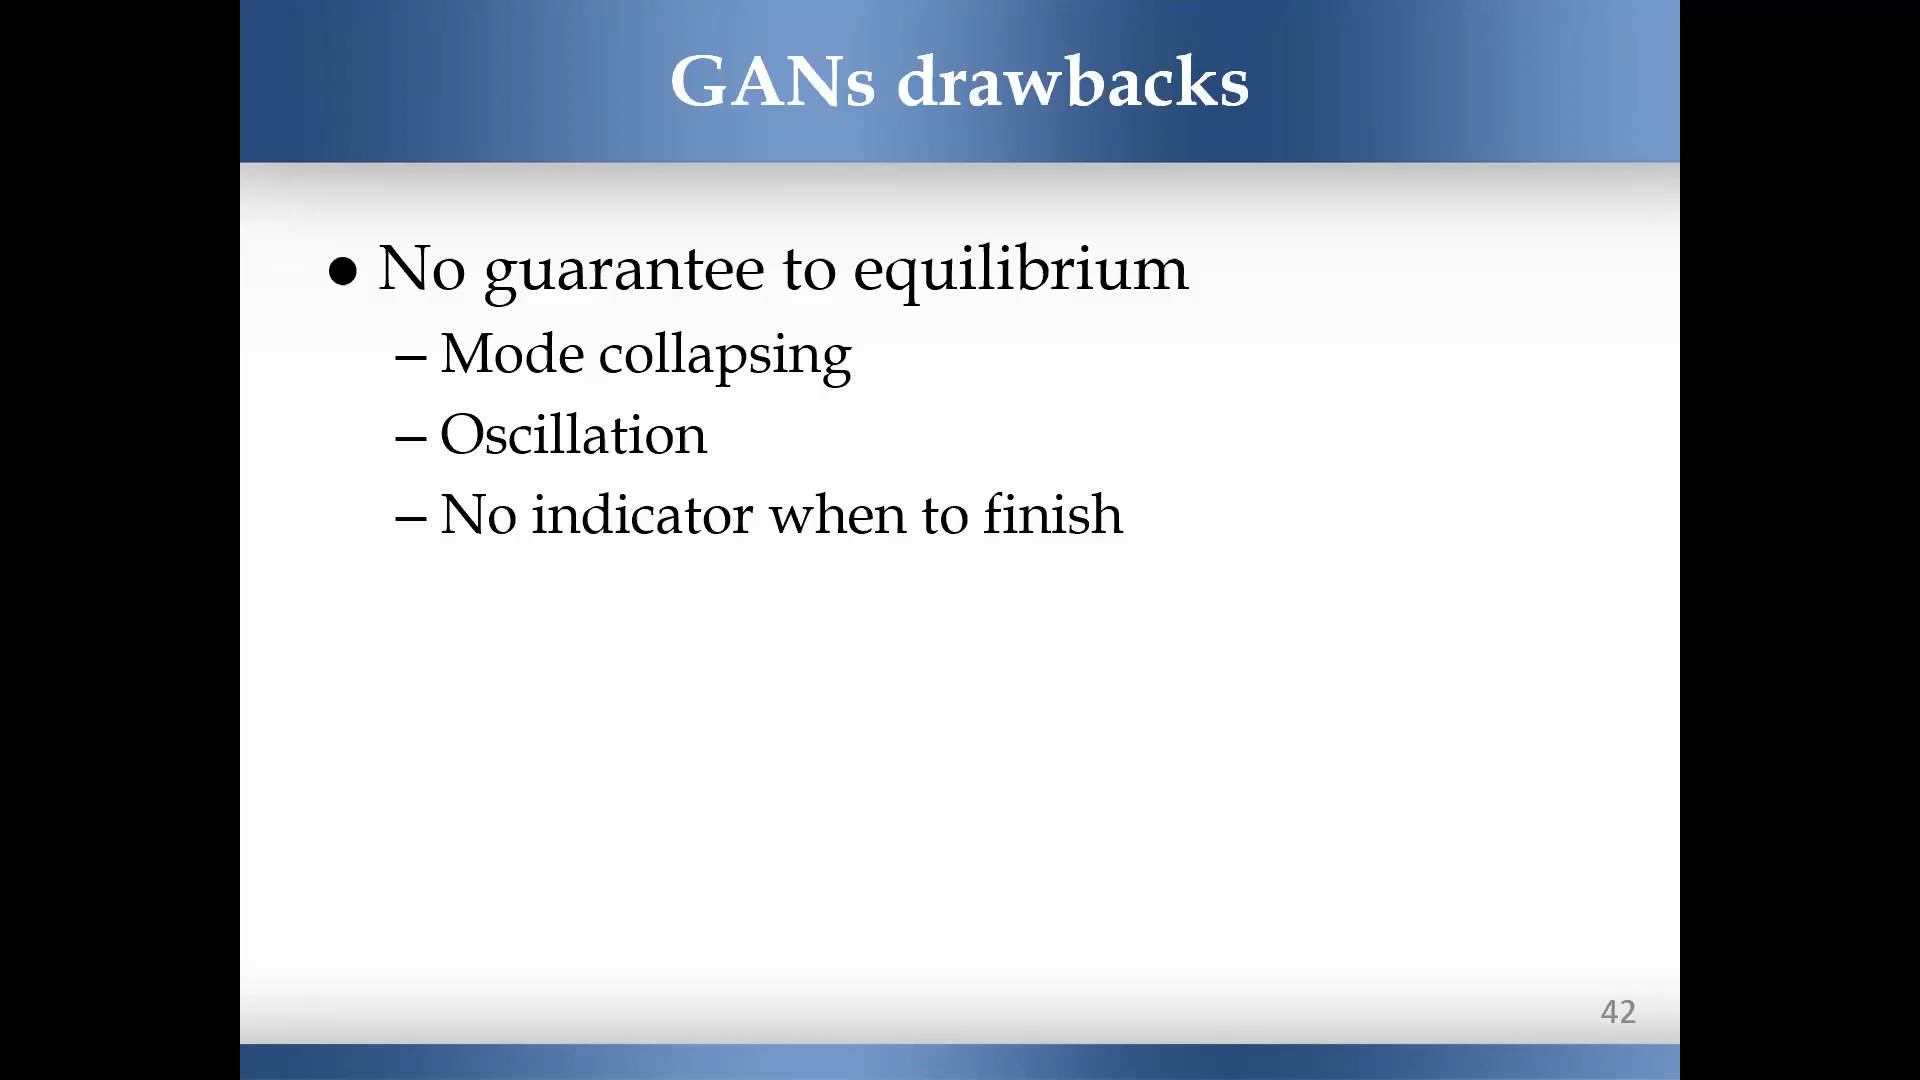 GANs drawbacks
● No guarantee to equilibrium
– Mode collapsing
– Oscillation
– No indicator when to finish
42